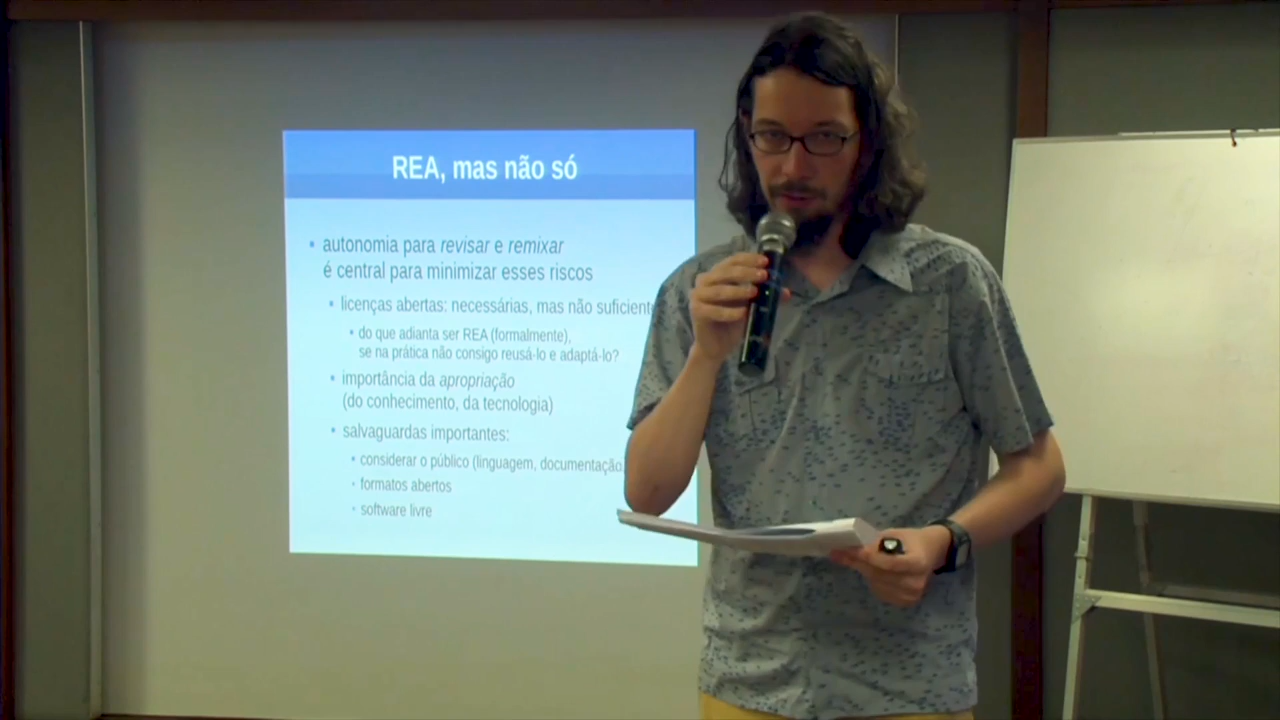 REA, mas não só
autonomia para revisar e remixar
é central para minimizar esses riscos
licenças abertas: necessárias, mas não suficient
do que adianta ser REA (formalmente),
se na prática não consigo reusá-lo e adaptá-lo?
importância da apropriação
(do conhecimento, da tecnologia)
salvaguardas importantes:
considerar o público (linguagem, documentação
formatos abertos
software livre